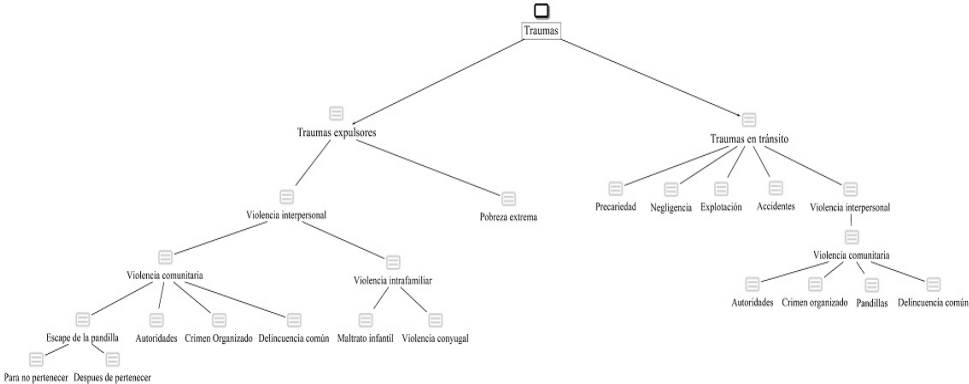 Traumas
Traumas expulsores
Traumas en tránsito
Violencia interpersonal
Pobreza extrema
Precariedad
Negligencia
Explotación
Accidentes
Violencia interpersonal
Violencia comunitaria
Violencia intrafamiliar
Violencia comunitaria
Escape de la pandilla
Autoridades
Crimen Organizado
Delincuencia común
Maltrato infantil
Violencia conyugal
Autoridades
Crimen organizado
Pandillas
Delincuencia común
Para no pertenecer
Despues de pertenecer